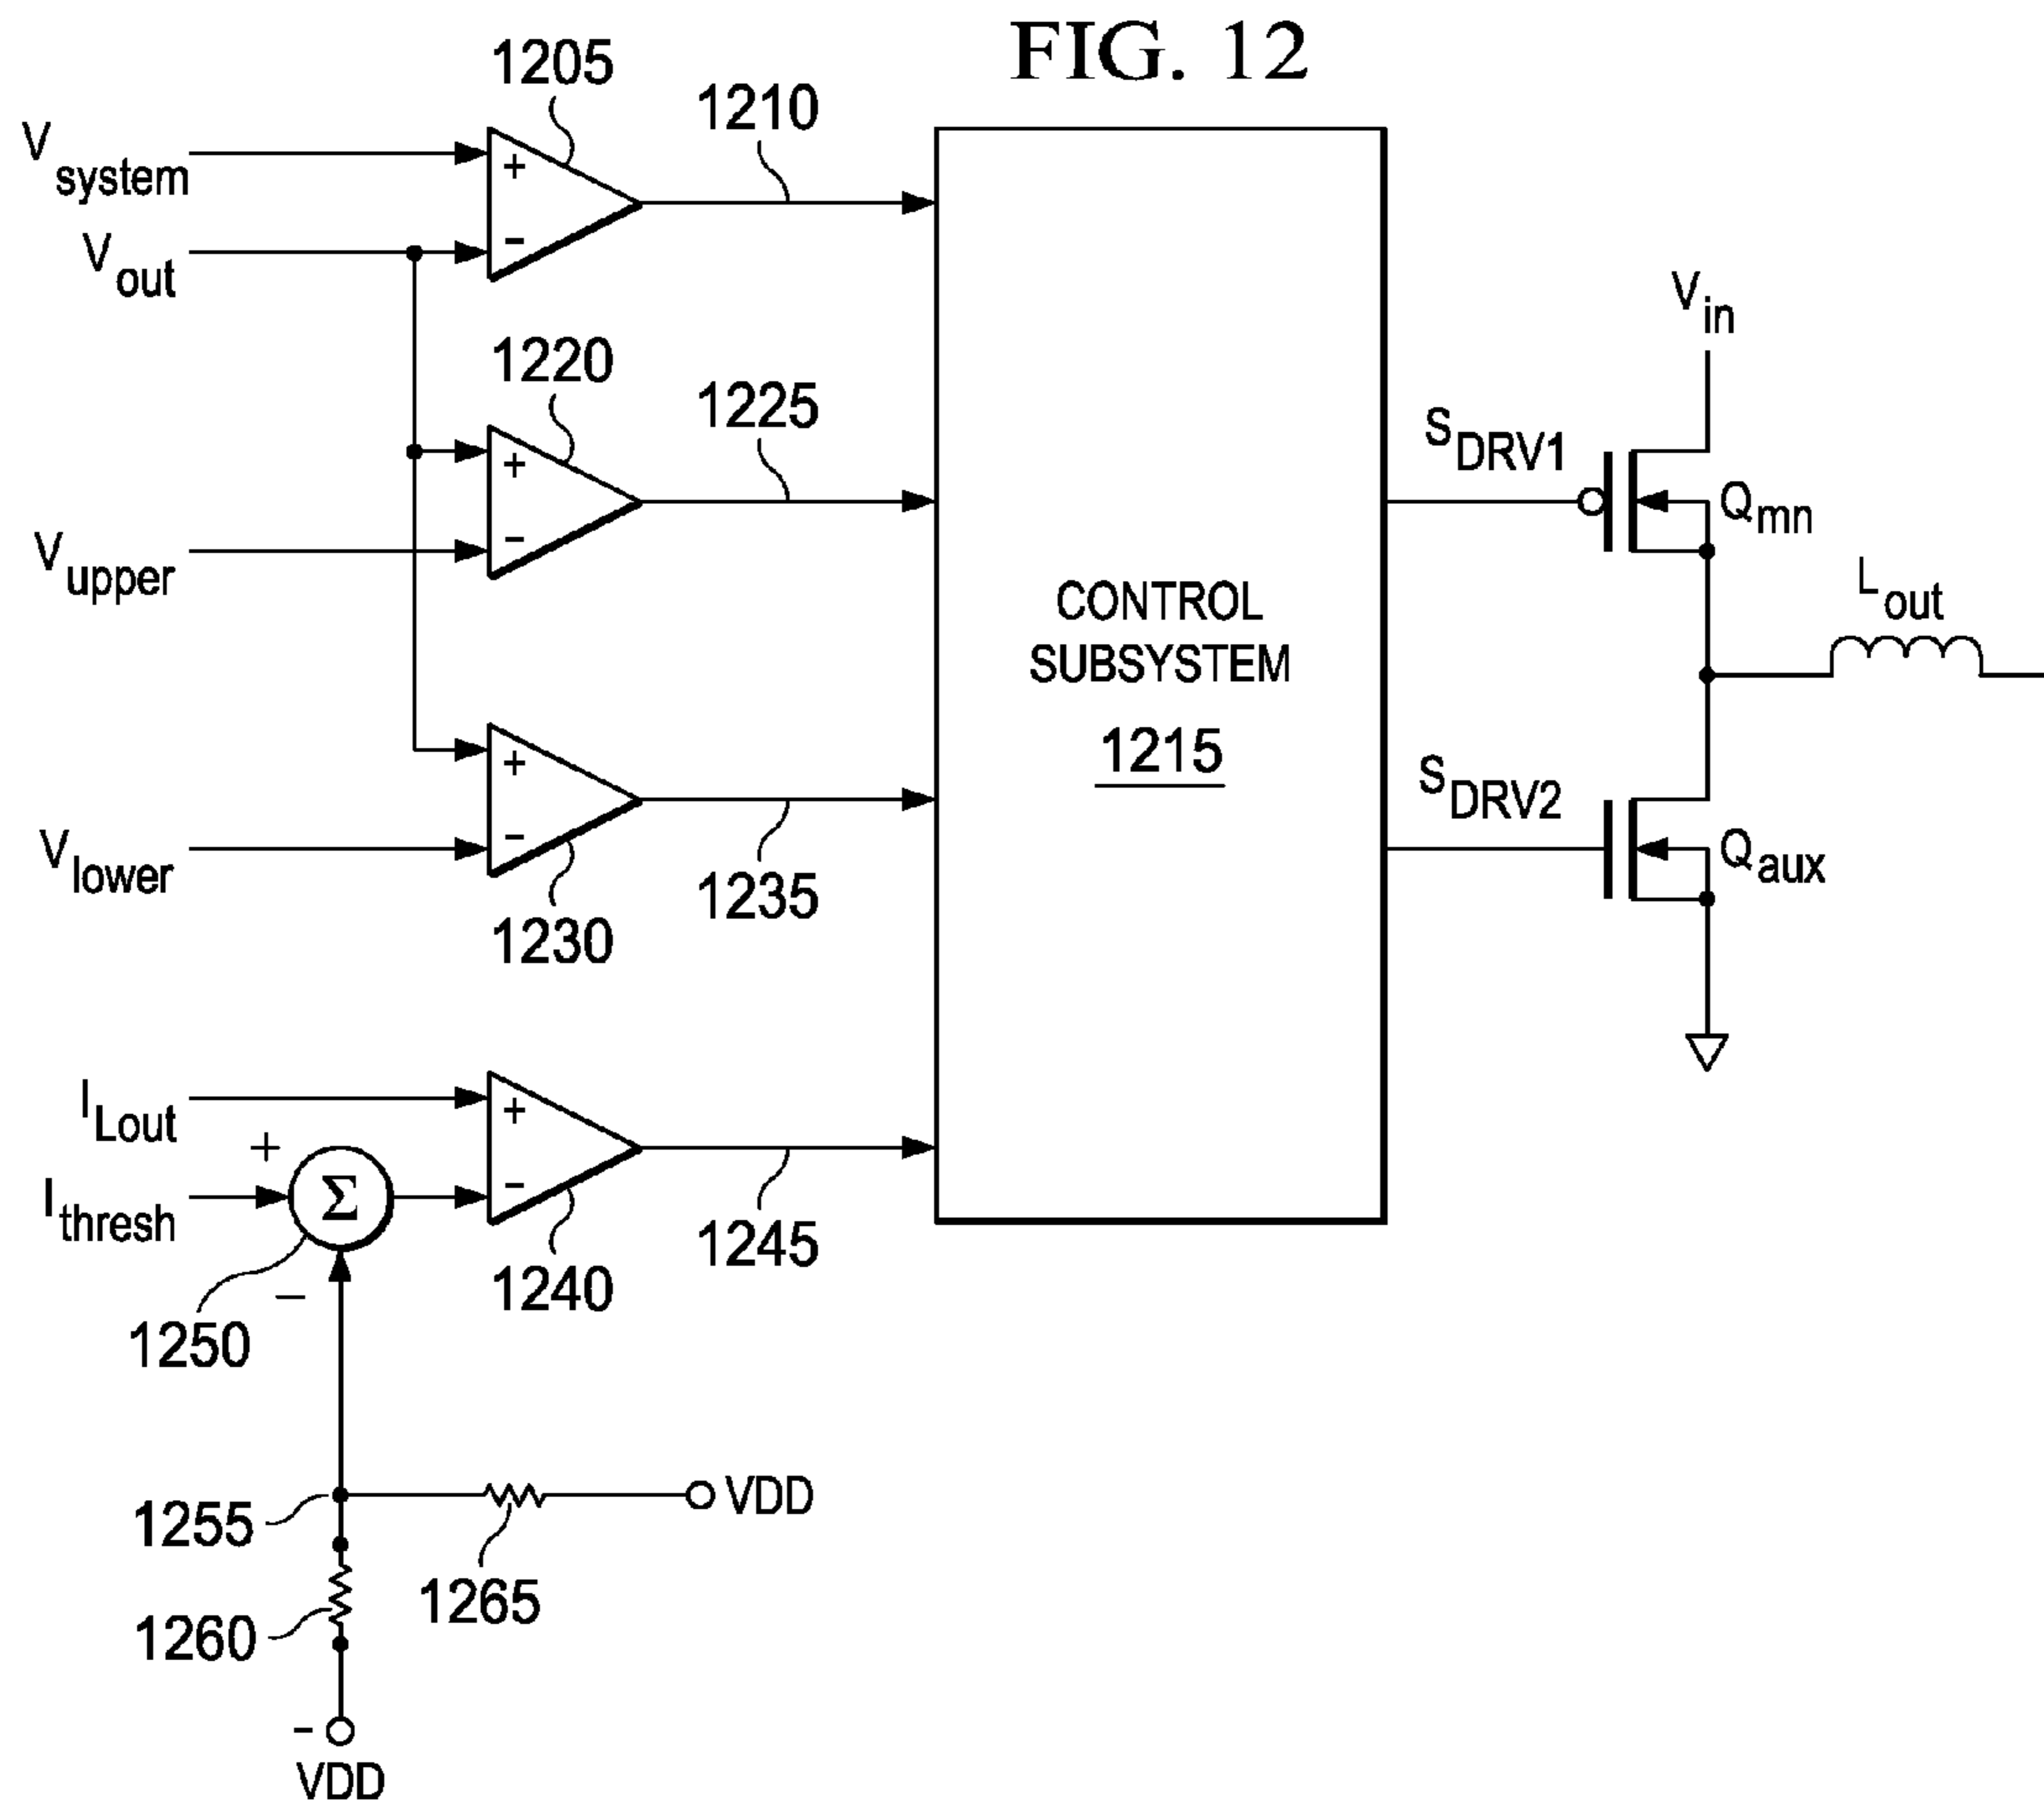 FIG. 12
1205
1210
V system
+
-
V out
1220
1225
V in
+
-
S DRV1
Q mn
V upper
CONTROL
SUBSYSTEM
1215
L out
+
-
S DRV2
Q aux
V lower
1235
1230
I Lout
+
-
+
I thresh
Σ
1245
1240
-
1250
1255
VDD
1265
1260
-
VDD